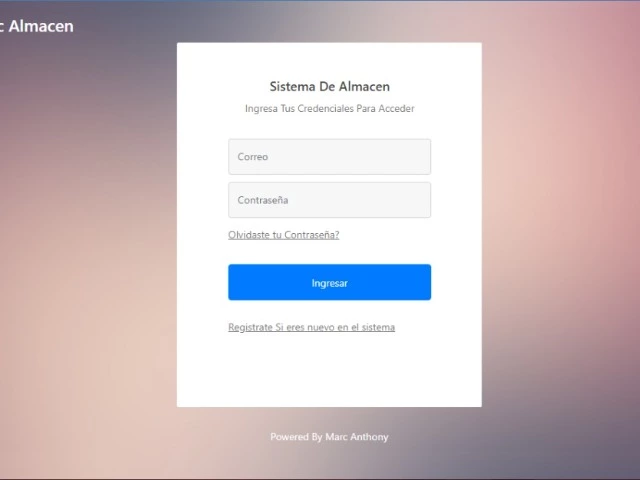 c Almacen
Sistema De Almacen
Ingresa Tus Credenciales Para Acceder
Correo
Contraseña
Olvidaste tu Contraseña?
Ingresar
Registrate Si eres nuevo en el sistema
Powered By Marc Anthony